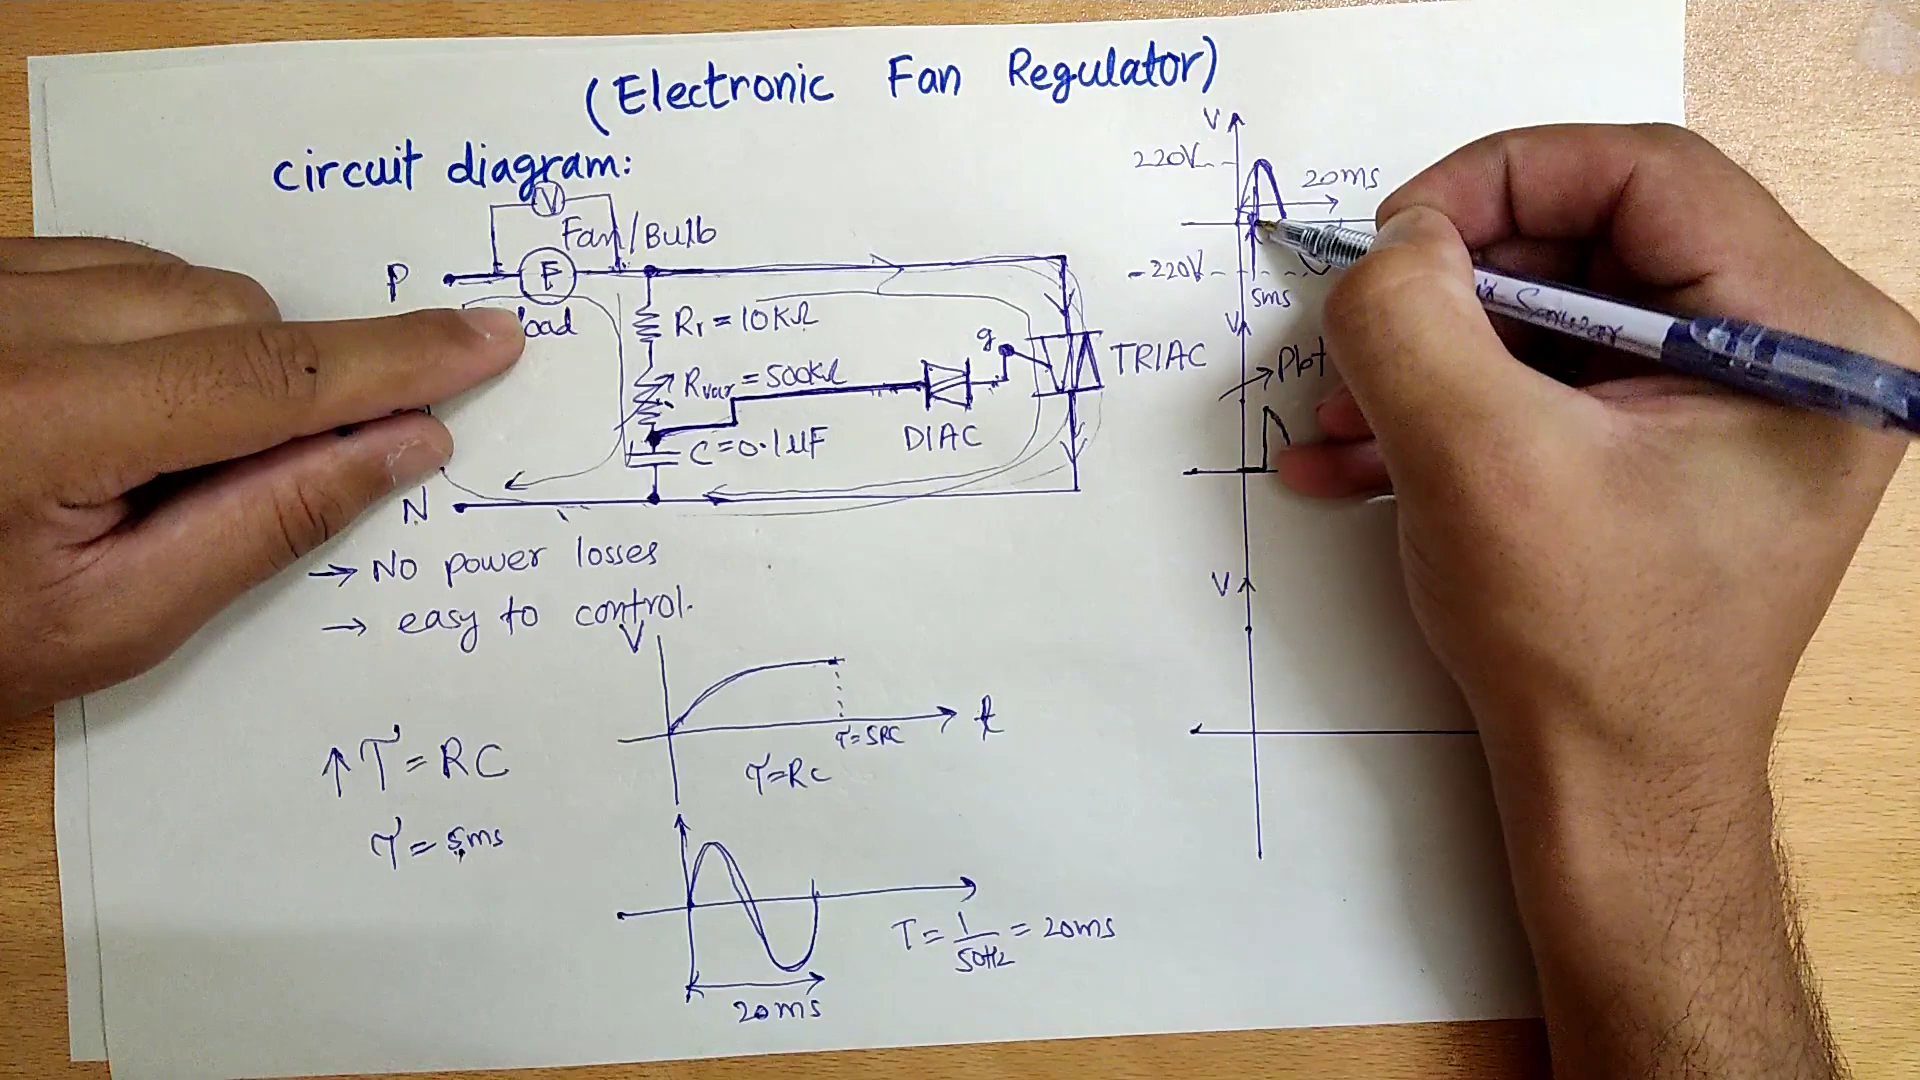 (Electronic Fan Regulator)
circuit diagram:
V
Fan/Bulb
P
F
load
R₁ = 10KΩ
Rvar = 500KΩ
g
TRIAC
DIAC
C=0.1μF
N
→ No power losses
→ easy to control.
V
t
τ=5RC
τ=RC
↑ τ = RC
τ = 5ms
T = 1/50Hz = 20ms
20ms
V
220V
20ms
-220V
5ms
V
Plot
V